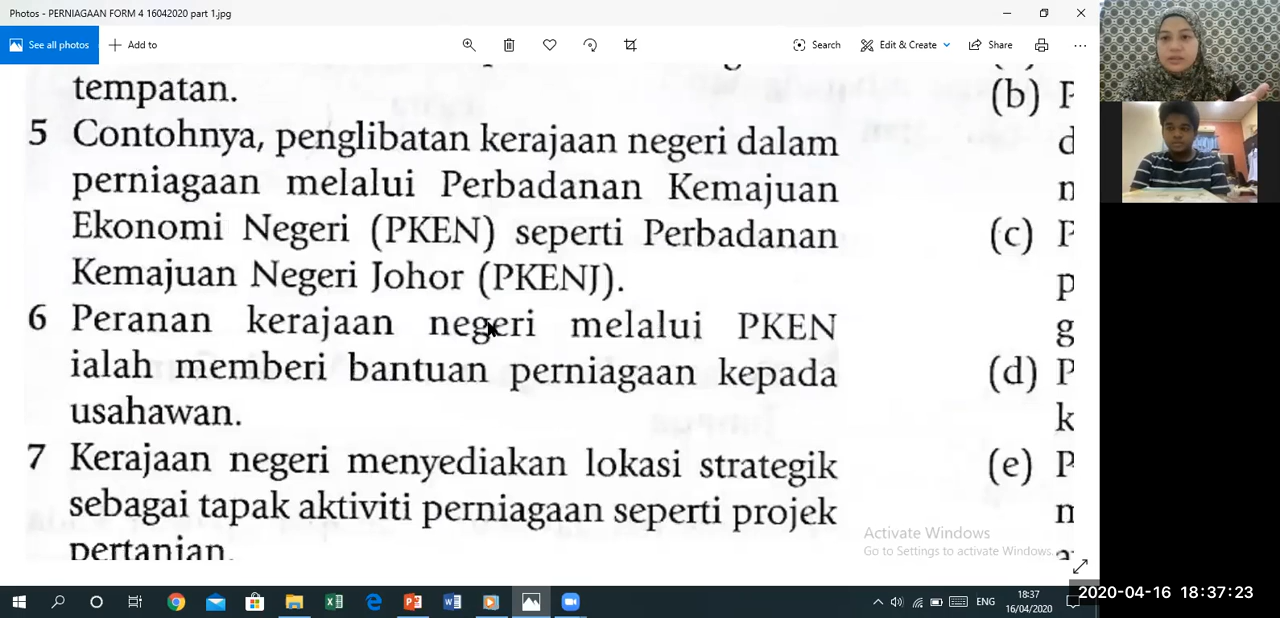 Photos - PERNIAGAAN FORM 4 16042020 part 1.jpg
See all photos
Add to
Search
Edit & Create
Share
tempatan.
5 Contohnya, penglibatan kerajaan negeri dalam
perniagaan melalui Perbadanan Kemajuan
Ekonomi Negeri (PKEN) seperti Perbadanan
Kemajuan Negeri Johor (PKENJ).
6 Peranan kerajaan negeri melalui PKEN
ialah memberi bantuan perniagaan kepada
usahawan.
7 Kerajaan negeri menyediakan lokasi strategik
sebagai tapak aktiviti perniagaan seperti projek
pertanian.
(b) P
d
(c) P
p
g
(d) P
k
(e) P
Activate Windows
Go to Settings to activate Windows.
ENG
18:37
16/04/2020
2020-04-16 18:37:23